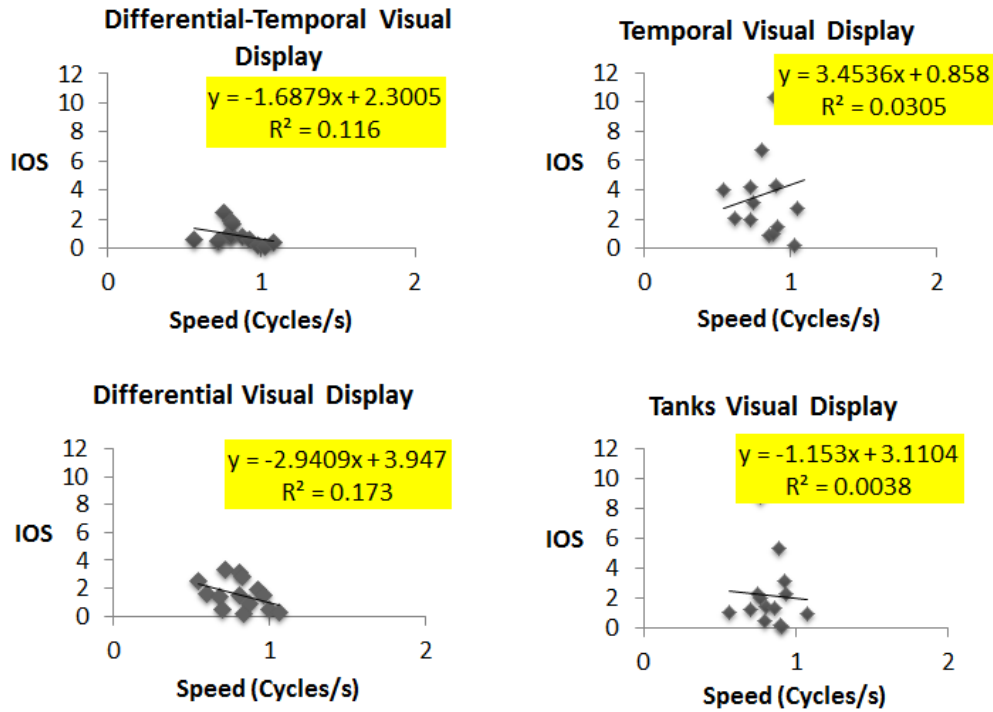 Differential-Temporal Visual
Display
y = -1.6879x + 2.3005
R² = 0.116
12
10
8
6
4
2
0
IOS
0 1 2
Speed (Cycles/s)
Temporal Visual Display
y = 3.4536x + 0.858
R² = 0.0305
12
10
8
6
4
2
0
IOS
0 1 2
Speed (Cycles/s)
Differential Visual Display
y = -2.9409x + 3.947
R² = 0.173
12
10
8
6
4
2
0
IOS
0 1 2
Speed (Cycles/s)
Tanks Visual Display
y = -1.153x + 3.1104
R² = 0.0038
12
10
8
6
4
2
0
IOS
0 1 2
Speed (Cycles/s)